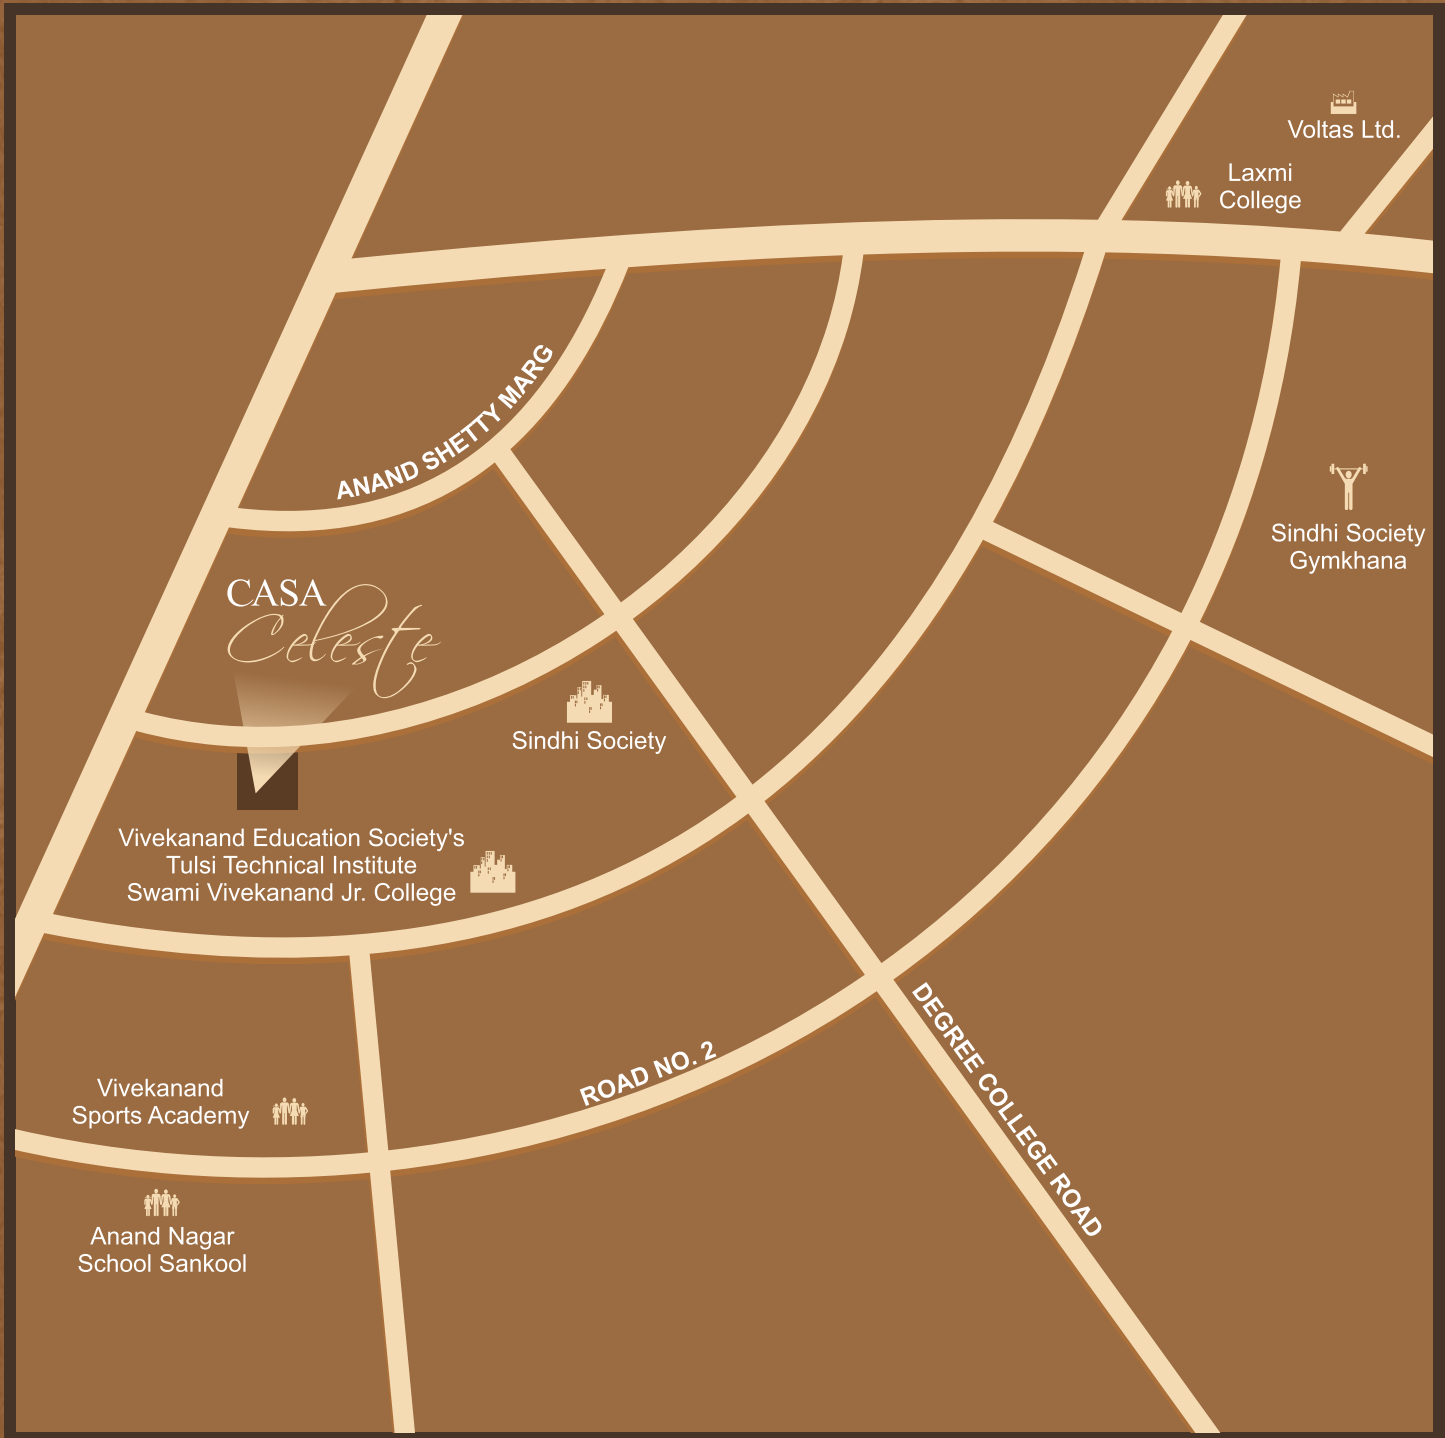 Voltas Ltd.
Laxmi
College
ANAND SHETTY MARG
Sindhi Society
Gymkhana
CASA
Celeste
Sindhi Society
Vivekanand Education Society's
Tulsi Technical Institute
Swami Vivekanand Jr. College
DEGREE COLLEGE ROAD
ROAD NO. 2
Vivekanand
Sports Academy
Anand Nagar
School Sankool